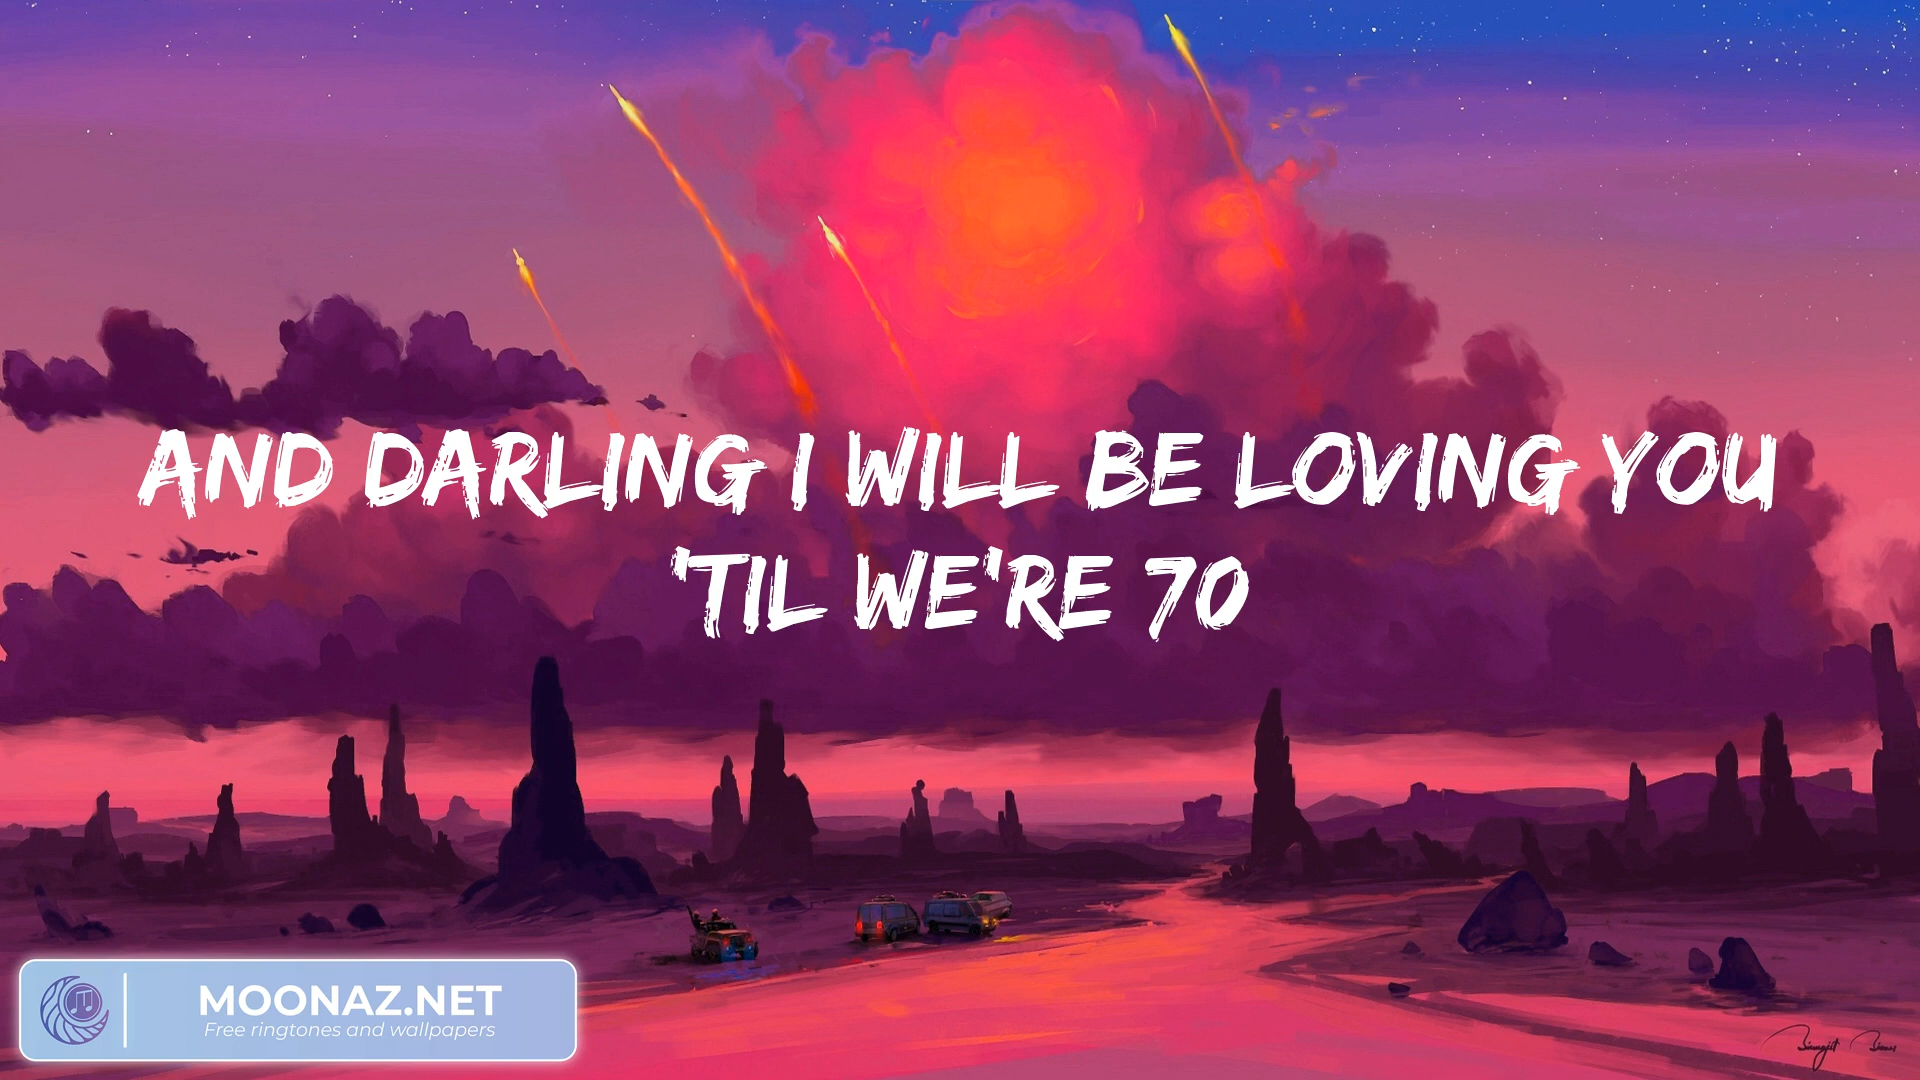 AND DARLING I WILL BE LOVING YOU
'TIL WE'RE 70
MOONAZ.NET
Free ringtones and wallpapers